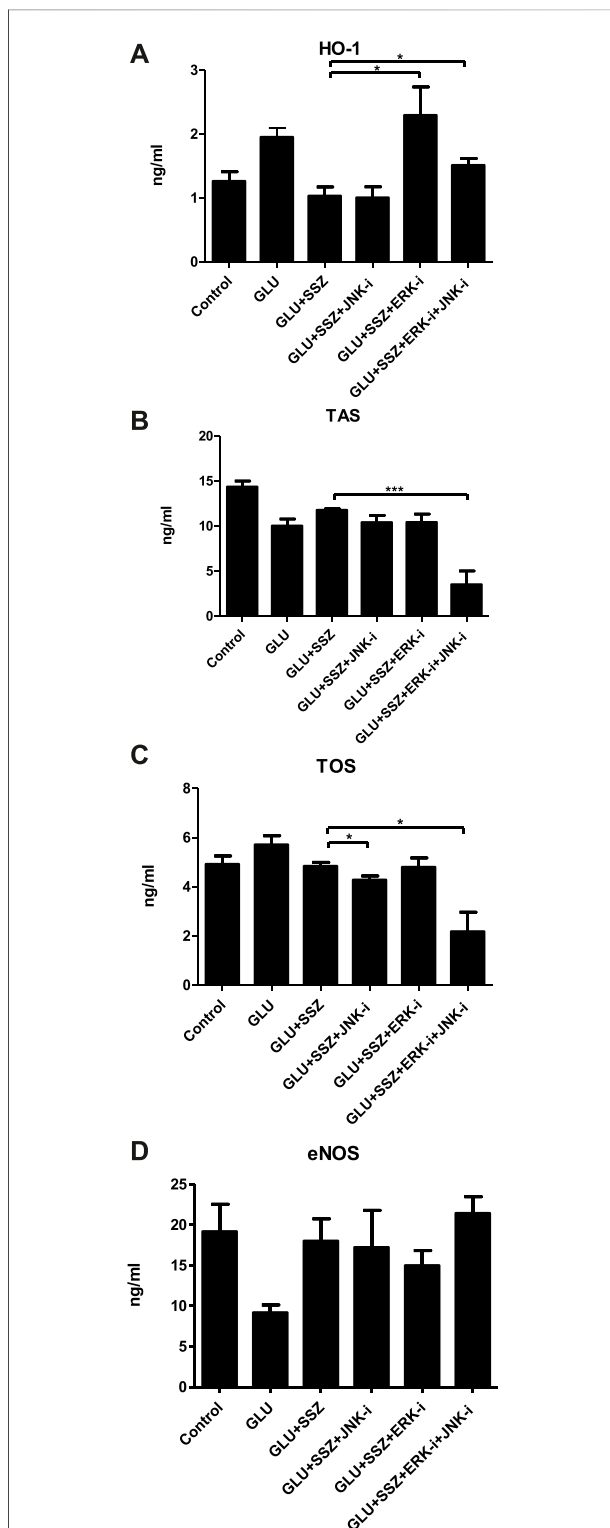 A
HO-1
*
*
3
2
1
0
ng/ml
Control
GLU
GLU+SSZ
GLU+SSZ+JNK-i
GLU+SSZ+ERK-i
GLU+SSZ+ERK-i+JNK-i
B
TAS
***
20
15
10
5
0
ng/ml
Control
GLU
GLU+SSZ
GLU+SSZ+JNK-i
GLU+SSZ+ERK-i
GLU+SSZ+ERK-i+JNK-i
C
TOS
*
*
8
6
4
2
0
ng/ml
Control
GLU
GLU+SSZ
GLU+SSZ+JNK-i
GLU+SSZ+ERK-i
GLU+SSZ+ERK-i+JNK-i
D
eNOS
25
20
15
10
5
0
ng/ml
Control
GLU
GLU+SSZ
GLU+SSZ+JNK-i
GLU+SSZ+ERK-i
GLU+SSZ+ERK-i+JNK-i